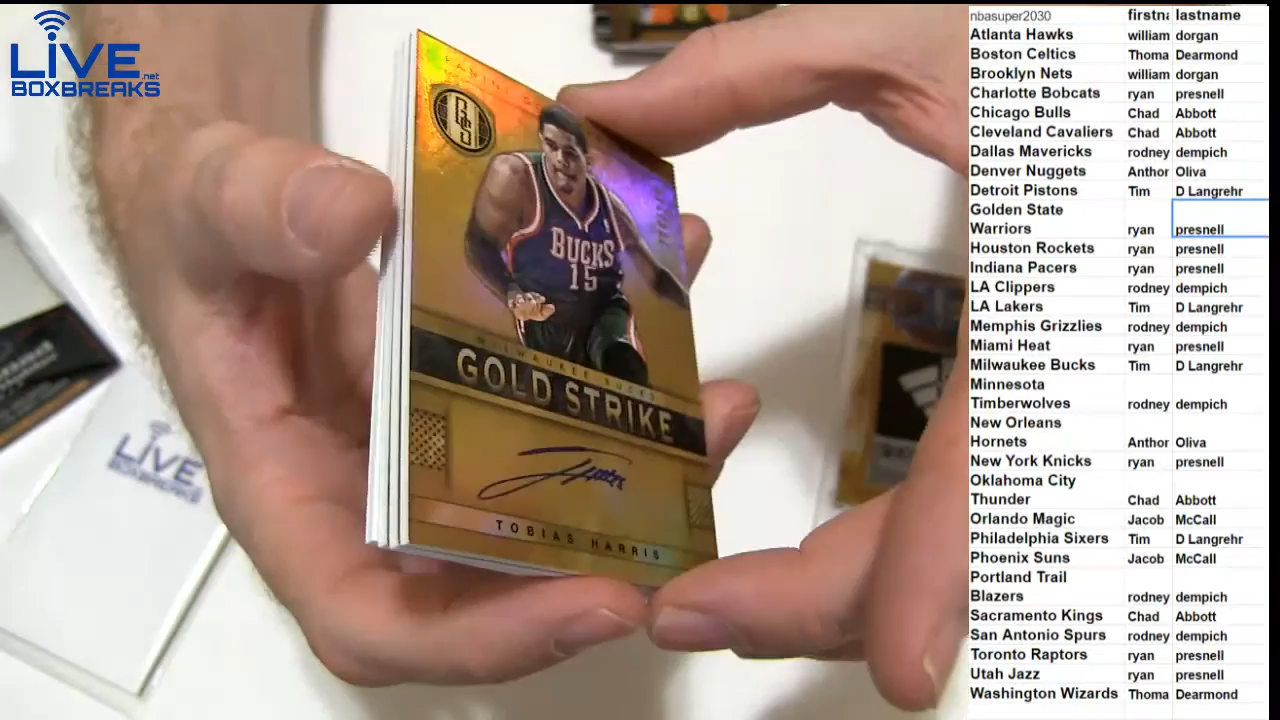 LIVE.net
BOXBREAKS
PANINI G
GS
BUCKS
15
MILWAUKEE BUCKS
GOLD STRIKE
TOBIAS HARRIS
LIVE
BOXBREAKS
nbasuper2030 firstna lastname
Atlanta Hawks william dorgan
Boston Celtics Thoma Dearmond
Brooklyn Nets william dorgan
Charlotte Bobcats ryan presnell
Chicago Bulls Chad Abbott
Cleveland Cavaliers Chad Abbott
Dallas Mavericks rodney dempich
Denver Nuggets Anthor Oliva
Detroit Pistons Tim D Langrehr
Golden State
Warriors ryan presnell
Houston Rockets ryan presnell
Indiana Pacers ryan presnell
LA Clippers rodney dempich
LA Lakers Tim D Langrehr
Memphis Grizzlies rodney dempich
Miami Heat ryan presnell
Milwaukee Bucks Tim D Langrehr
Minnesota
Timberwolves rodney dempich
New Orleans
Hornets Anthor Oliva
New York Knicks ryan presnell
Oklahoma City
Thunder Chad Abbott
Orlando Magic Jacob McCall
Philadelphia Sixers Tim D Langrehr
Phoenix Suns Jacob McCall
Portland Trail
Blazers rodney dempich
Sacramento Kings Chad Abbott
San Antonio Spurs rodney dempich
Toronto Raptors ryan presnell
Utah Jazz ryan presnell
Washington Wizards Thoma Dearmond